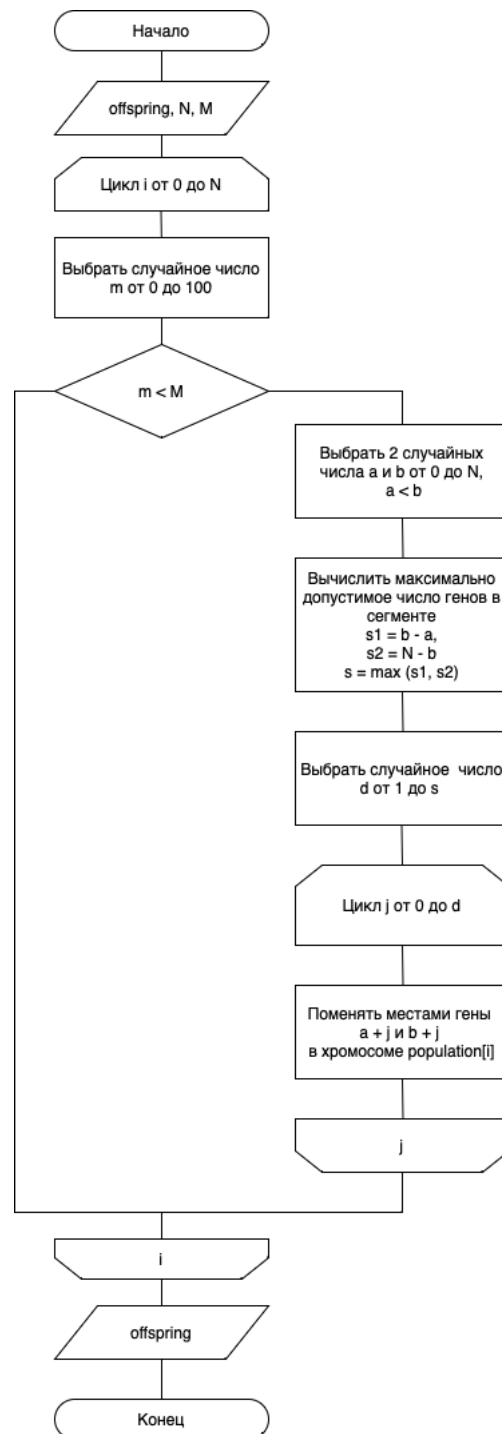 Начало
offspring, N, M
Цикл i от 0 до N
Выбрать случайное число
m от 0 до 100
m < M
Выбрать 2 случайных
числа a и b от 0 до N,
a < b
Вычислить максимально
допустимое число генов в
сегменте
s1 = b - a,
s2 = N - b
s = max (s1, s2)
Выбрать случайное число
d от 1 до s
Цикл j от 0 до d
Поменять местами гены
a + j и b + j
в хромосоме population[i]
j
i
offspring
Конец